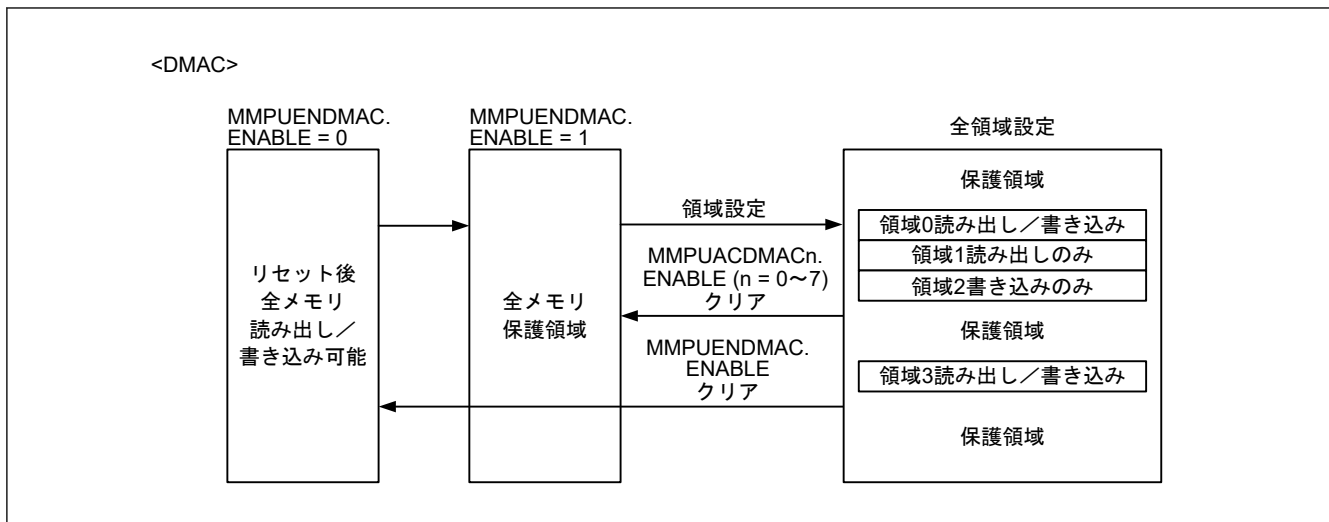 <DMAC>
MMPUENDMAC.
ENABLE = 0
リセット後
全メモリ
読み出し／
書き込み可能
MMPUENDMAC.
ENABLE = 1
全メモリ
保護領域
領域設定
MMPUACDMACn.
ENABLE (n = 0～7)
クリア
MMPUENDMAC.
ENABLE
クリア
全領域設定
保護領域
領域0読み出し／書き込み
領域1読み出しのみ
領域2書き込みのみ
保護領域
領域3読み出し／書き込み
保護領域